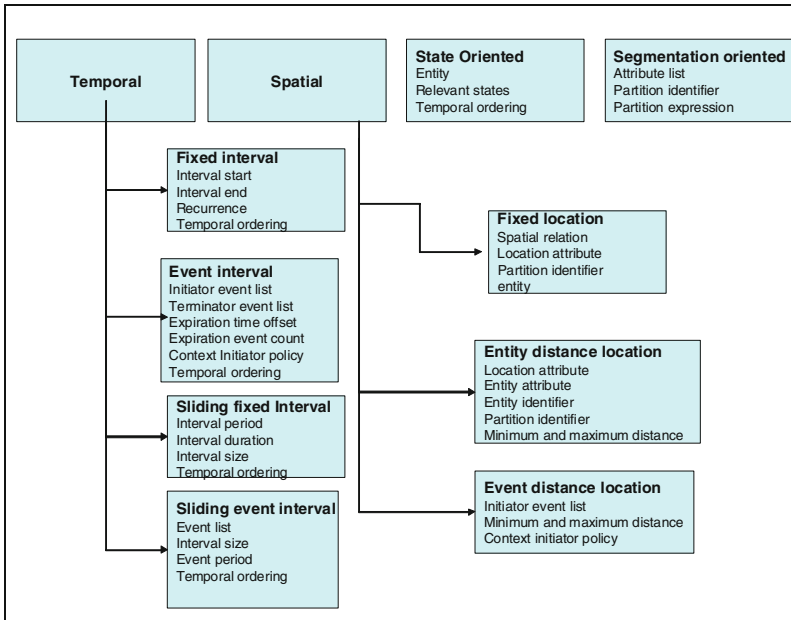 Temporal
Spatial
State Oriented
Entity
Relevant states
Temporal ordering
Segmentation oriented
Attribute list
Partition identifier
Partition expression
Fixed interval
Interval start
Interval end
Recurrence
Temporal ordering
Event interval
Initiator event list
Terminator event list
Expiration time offset
Expiration event count
Context Initiator policy
Temporal ordering
Sliding fixed Interval
Interval period
Interval duration
Interval size
Temporal ordering
Sliding event interval
Event list
Interval size
Event period
Temporal ordering
Fixed location
Spatial relation
Location attribute
Partition identifier
entity
Entity distance location
Location attribute
Entity attribute
Entity identifier
Partition identifier
Minimum and maximum distance
Event distance location
Initiator event list
Minimum and maximum distance
Context initiator policy